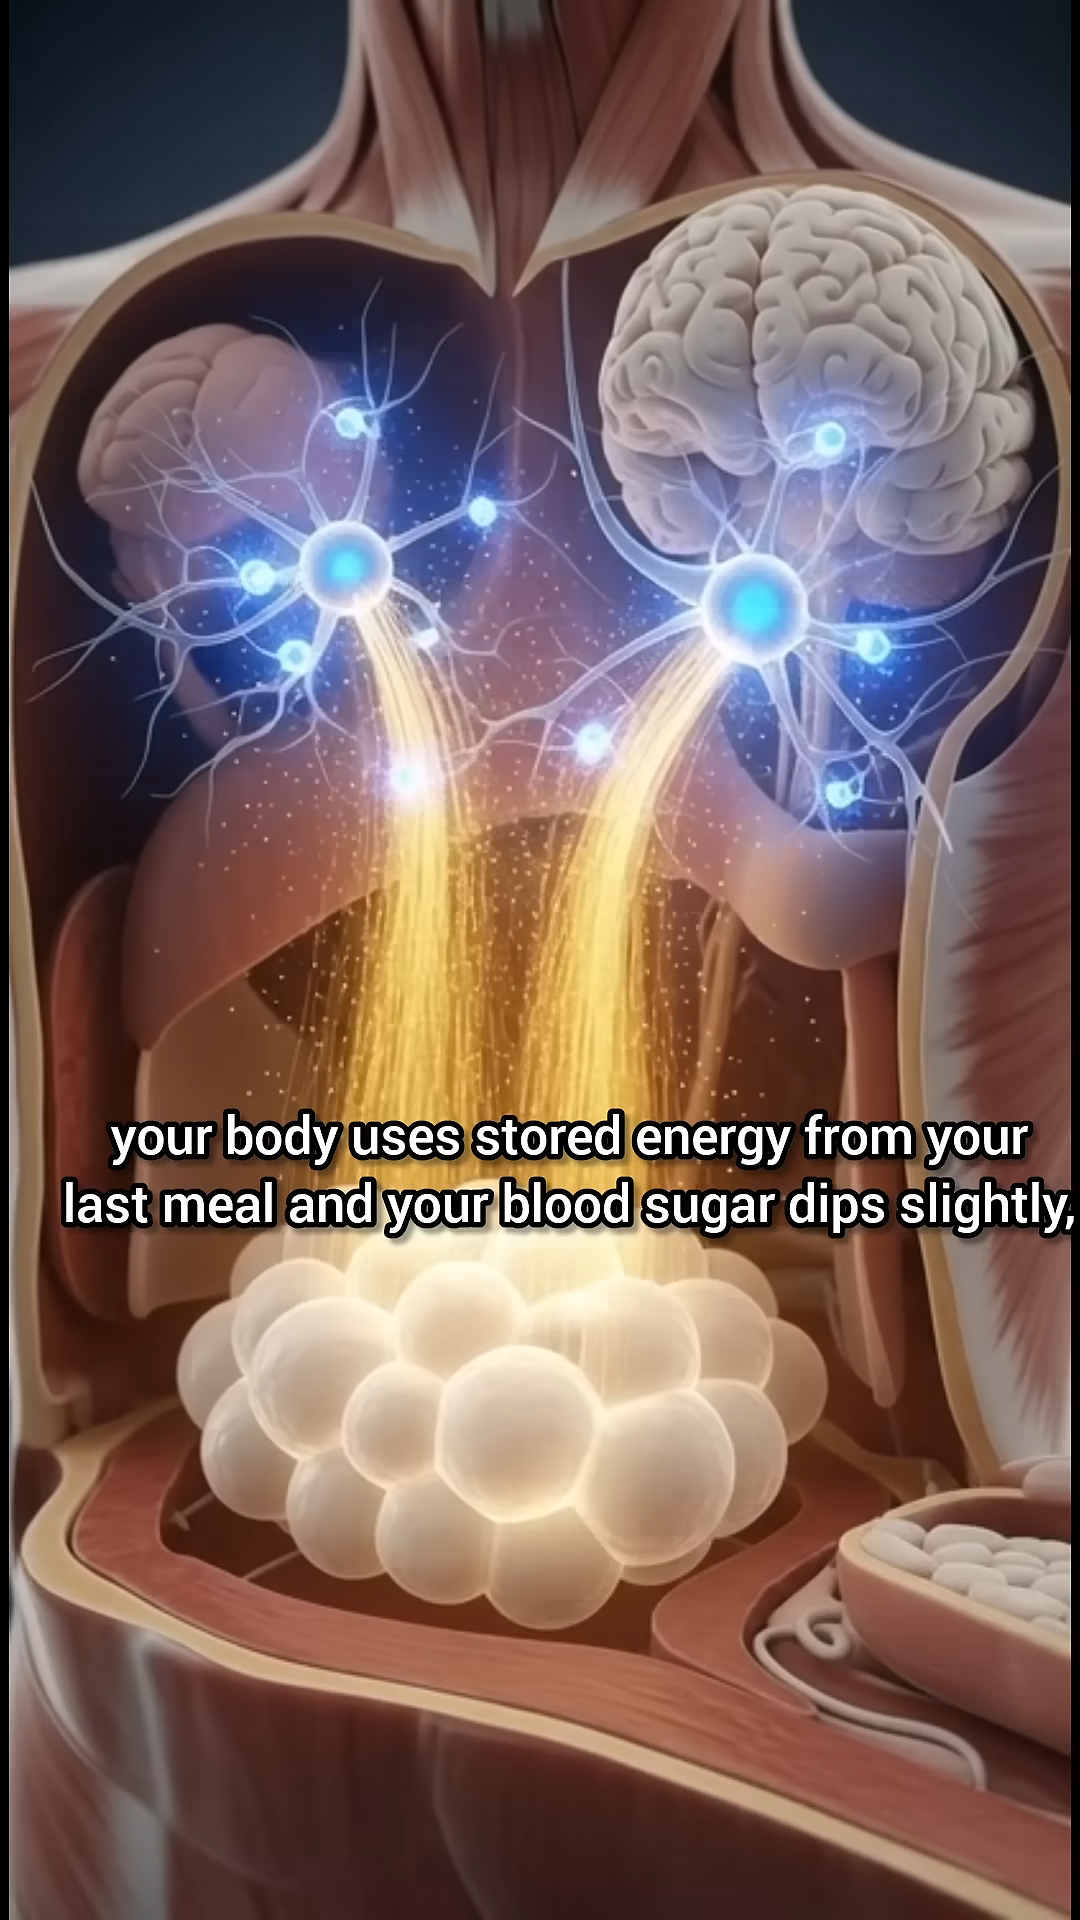 your body uses stored energy from your
last meal and your blood sugar dips slightly,